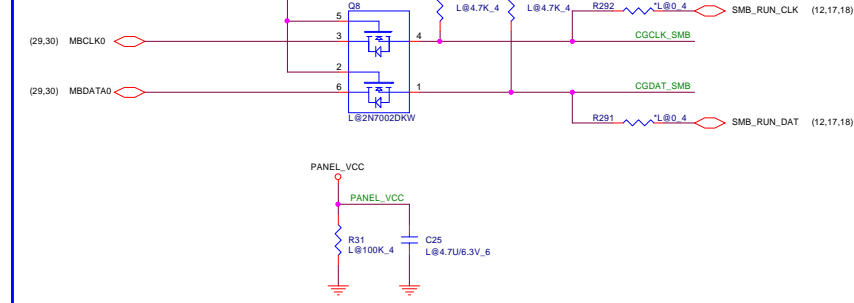 Q8
L@4.7K_4 L@4.7K_4
R292 *L@0_4 SMB_RUN_CLK (12,17,18)
5
(29,30) MBCLK0 3 4 CGCLK_SMB
2
(29,30) MBDATA0 6 1 CGDAT_SMB
L@2N7002DKW
R291 *L@0_4 SMB_RUN_DAT (12,17,18)
PANEL_VCC
PANEL_VCC
R31 C25
L@100K_4 L@4.7U/6.3V_6